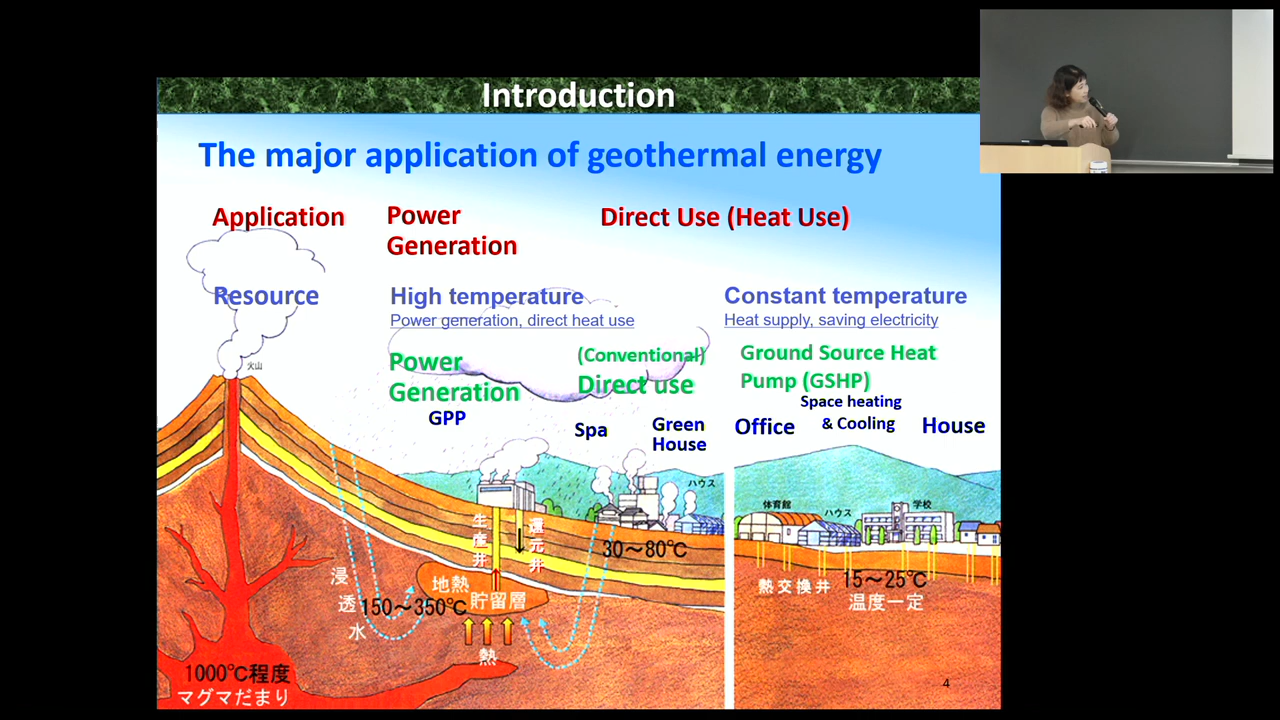 Introduction
The major application of geothermal energy
Application
Power
Generation
Direct Use (Heat Use)
Resource
High temperature
Power generation, direct heat use
Constant temperature
Heat supply, saving electricity
火山
Power
Generation
GPP
(Conventional)
Direct use
Spa
Green
House
Ground Source Heat
Pump (GSHP)
Space heating
& Cooling
Office
House
ハウス
体育館
ハウス
学校
生産井
還元井
30～80℃
浸透水
地熱
貯留層
150～350℃
熱
熱交換井
15～25℃
温度一定
1000℃程度
マグマだまり
4